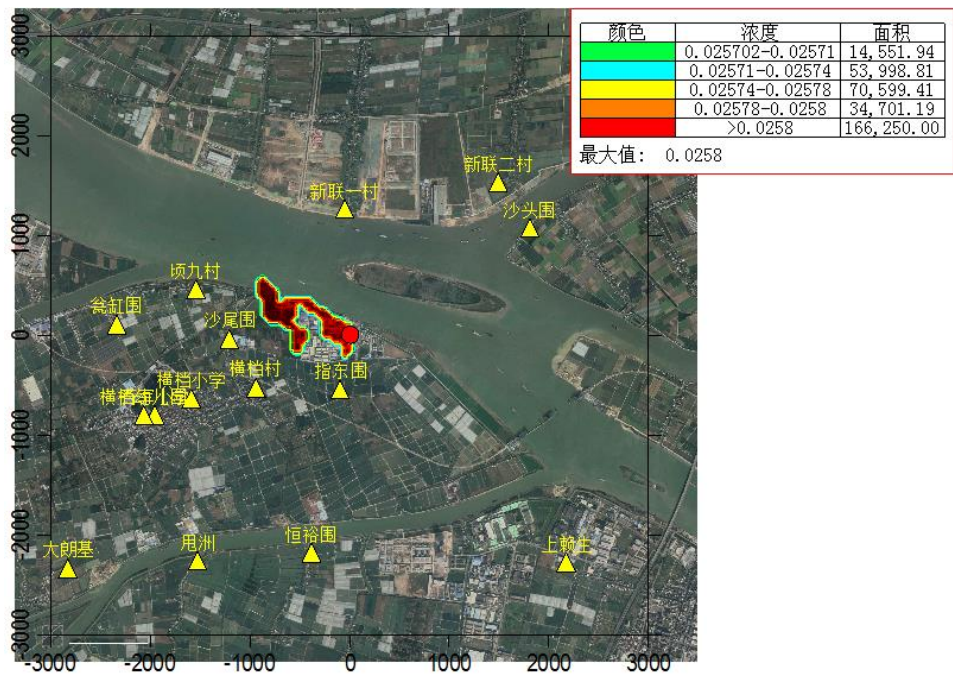 颜色 浓度 面积
0.025702-0.02571 14,551.94
0.02571-0.02574 53,998.81
0.02574-0.02578 70,599.41
0.02578-0.0258 34,701.19
>0.0258 166,250.00
最大值: 0.0258
3000
2000
1000
0
-1000
-2000
-3000
新联二村
新联一村
沙头围
顷九村
瓮缸围
沙尾围
横档村
指东围
横档小学
恒裕围
甩洲
大朗基
上赖生
-3000 -2000 -1000 0 1000 2000 3000